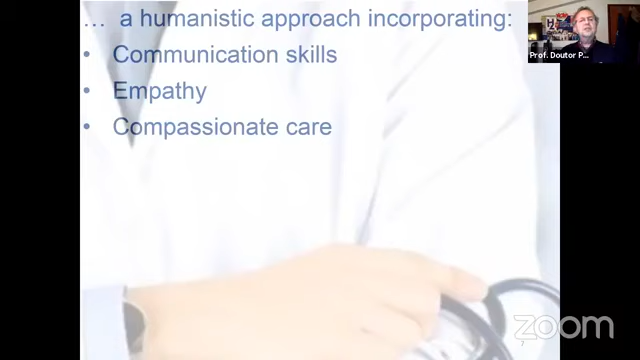 … a humanistic approach incorporating:
• Communication skills
• Empathy
• Compassionate care
Prof. Doutor P...
zoom